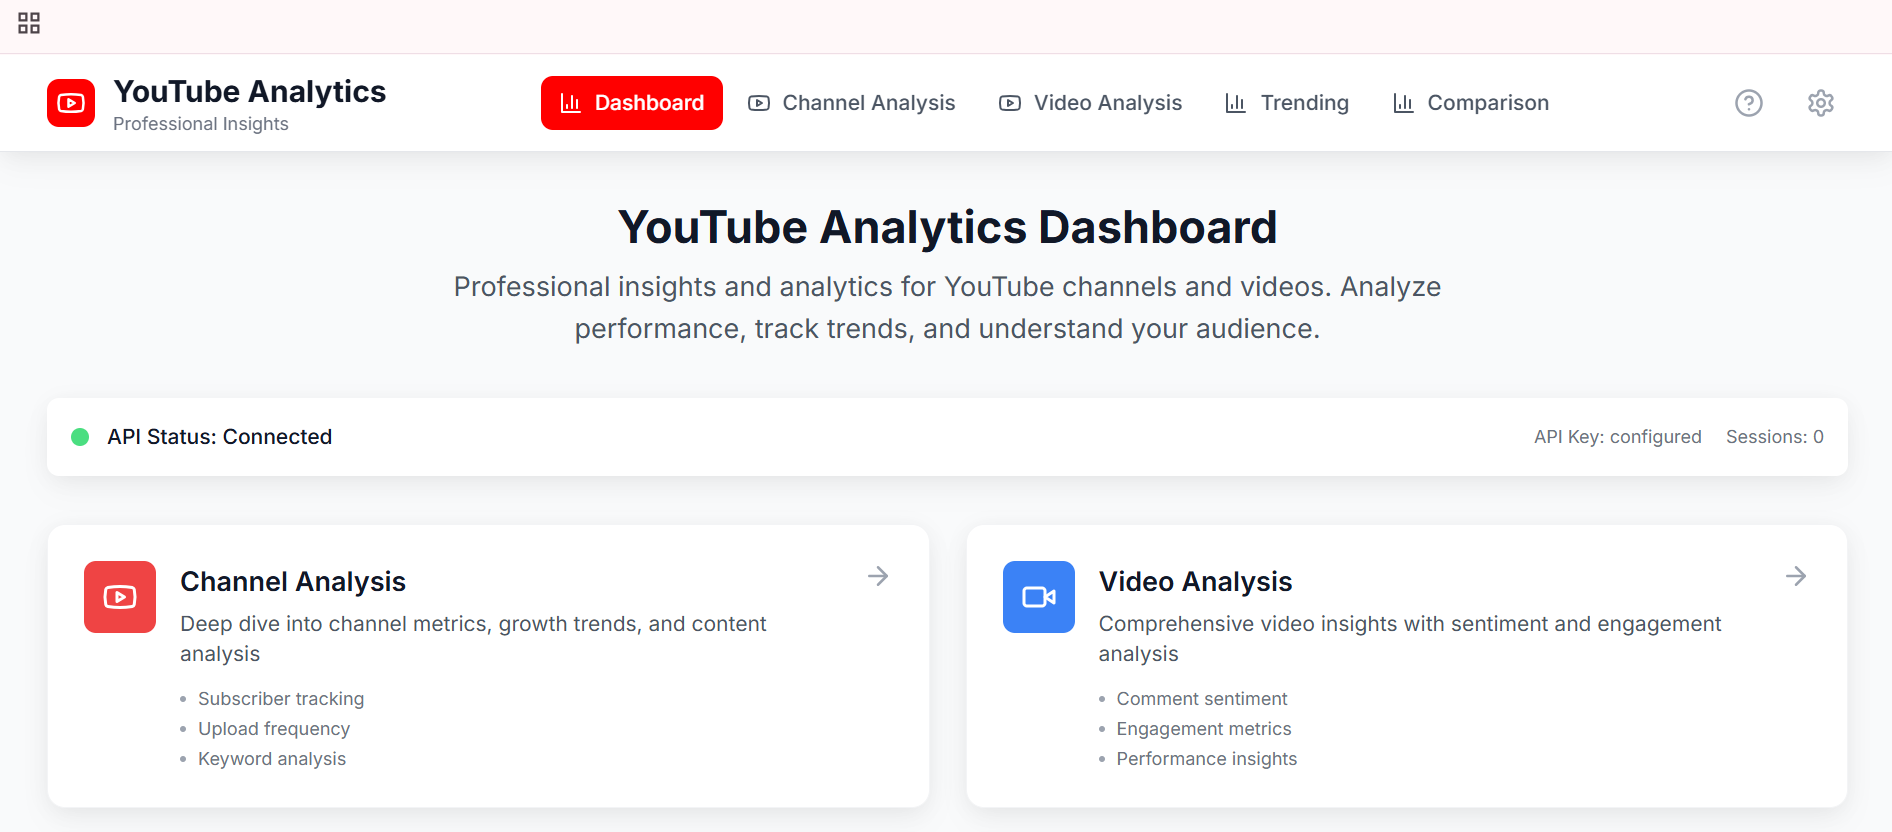 YouTube Analytics
Professional Insights
Dashboard
Channel Analysis
Video Analysis
Trending
Comparison
YouTube Analytics Dashboard
Professional insights and analytics for YouTube channels and videos. Analyze
performance, track trends, and understand your audience.
API Status: Connected
API Key: configured
Sessions: 0
Channel Analysis
Deep dive into channel metrics, growth trends, and content
analysis
• Subscriber tracking
• Upload frequency
• Keyword analysis
Video Analysis
Comprehensive video insights with sentiment and engagement
analysis
• Comment sentiment
• Engagement metrics
• Performance insights